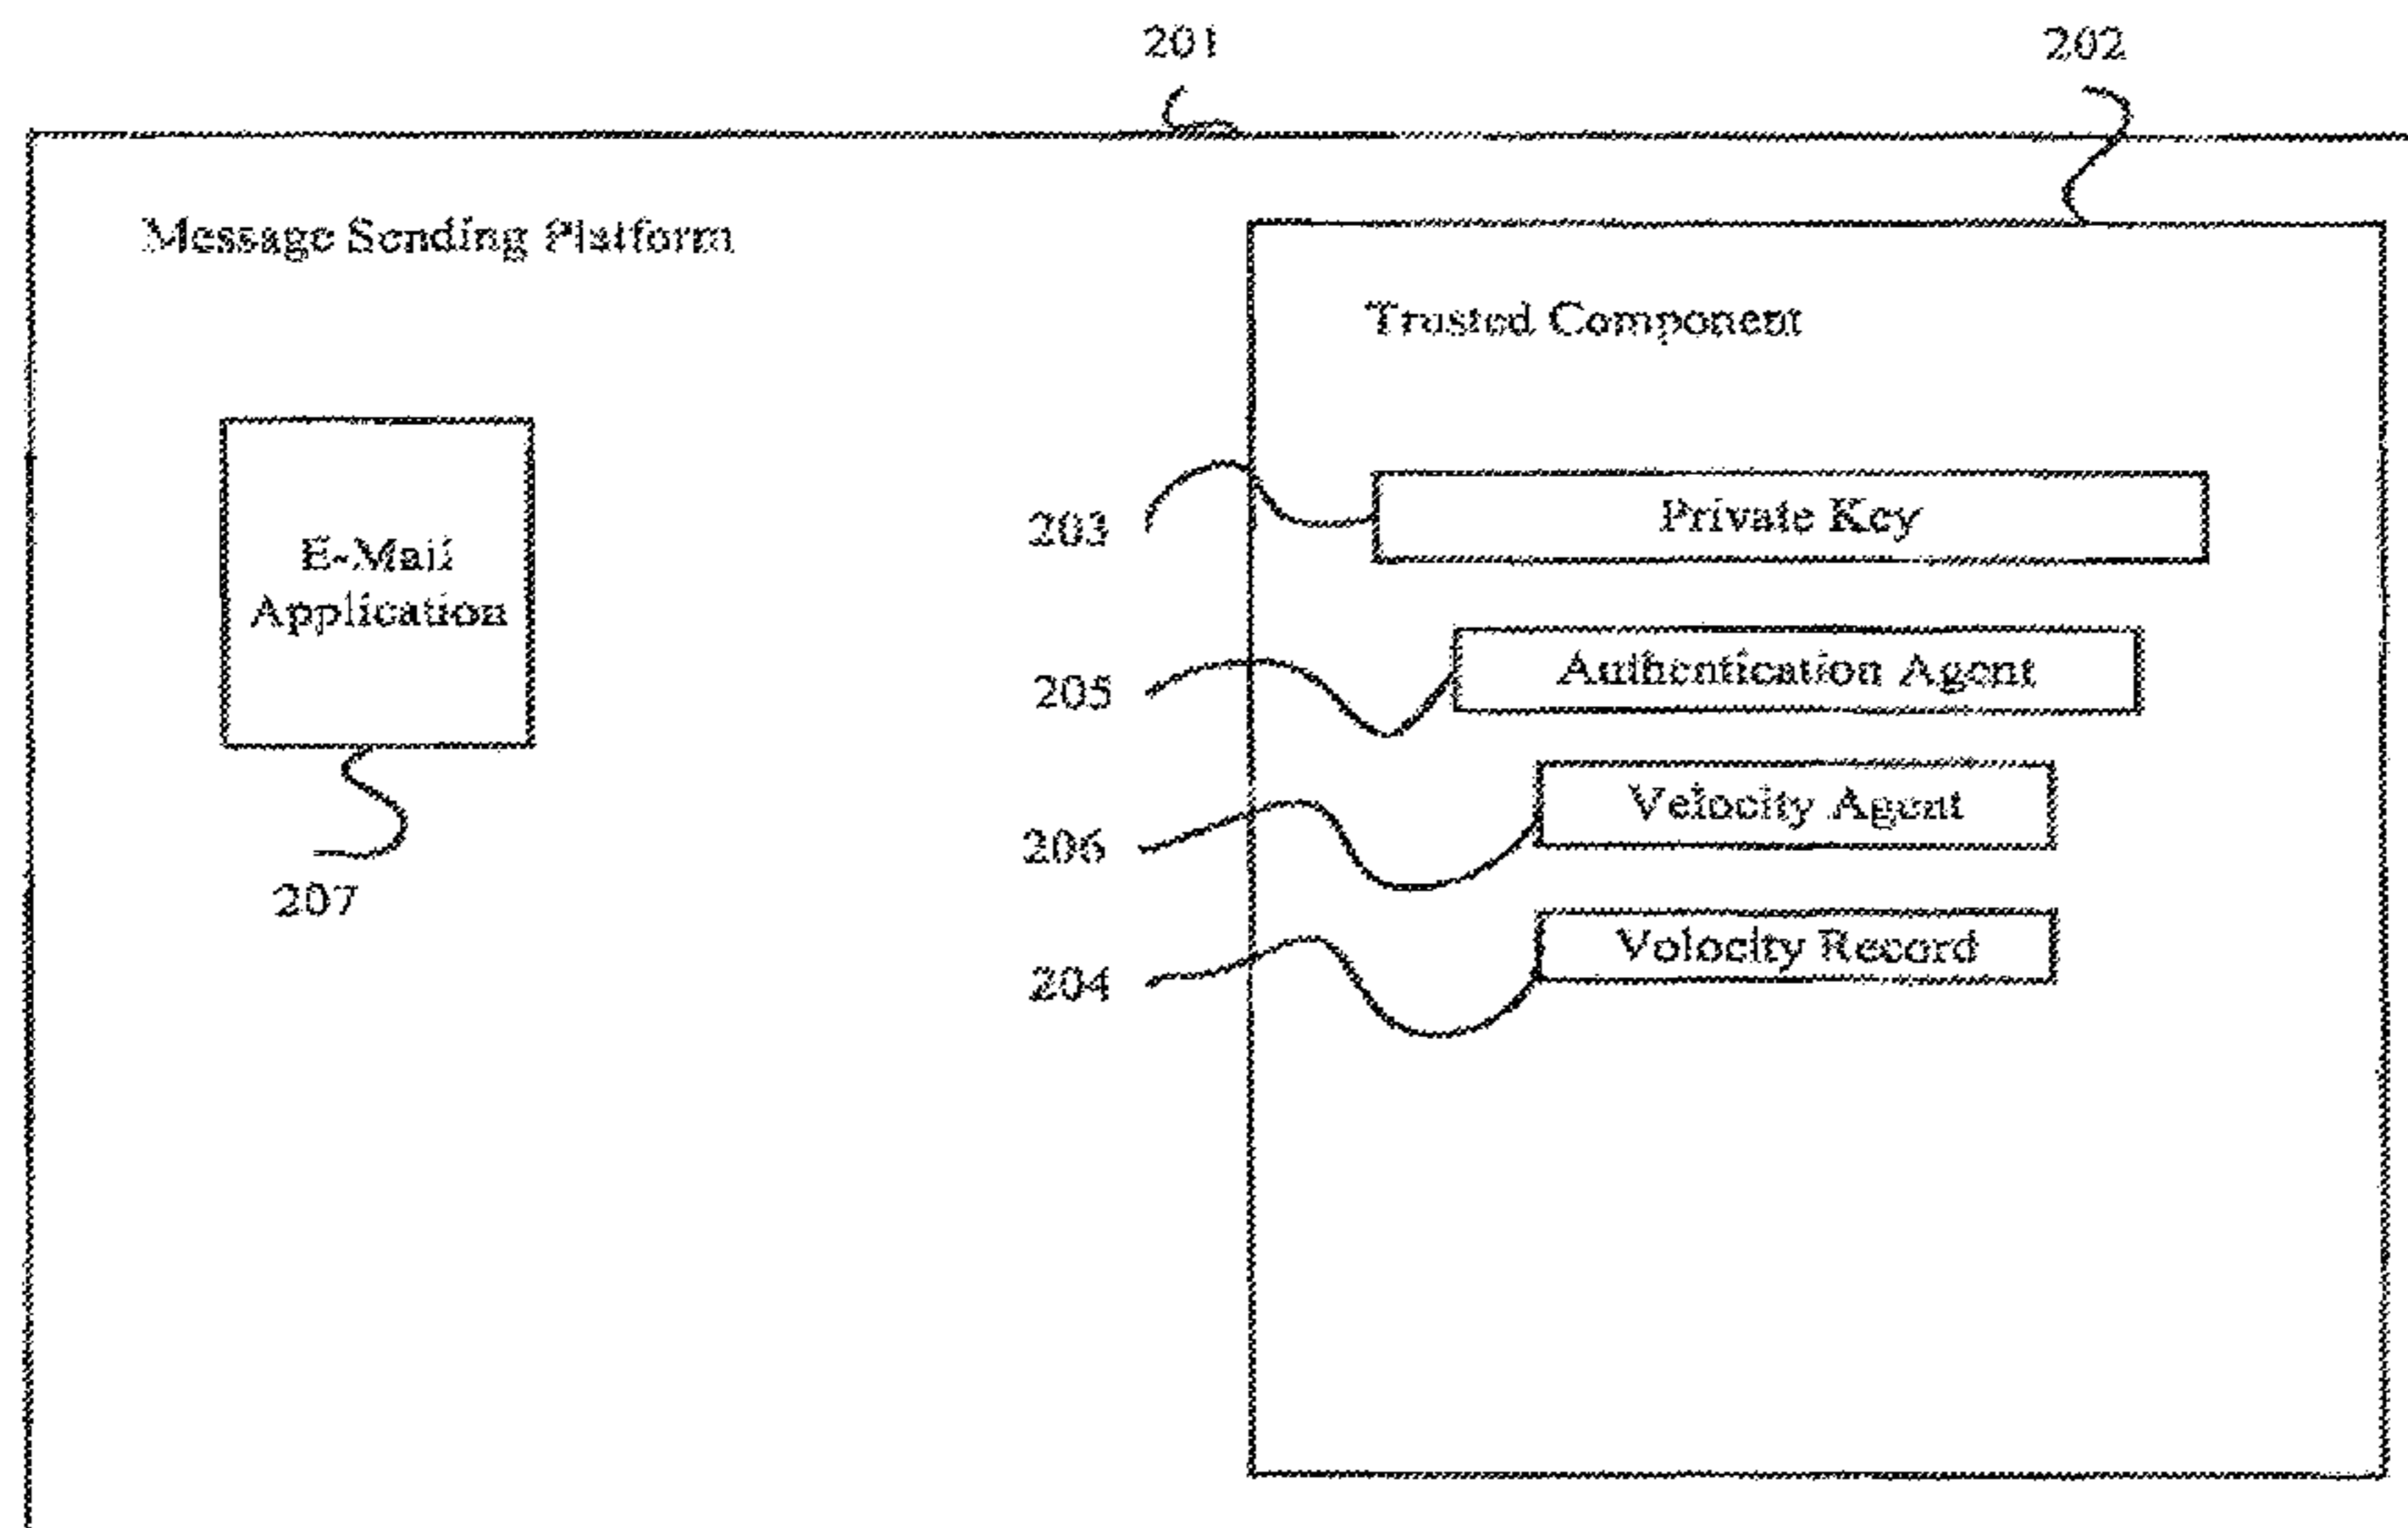 201
202
Message Sending Platform
Trusted Component
E-Mail
Application
203
Private Key
205
Authentication Agent
206
Velocity Agent
207
204
Volocity Record